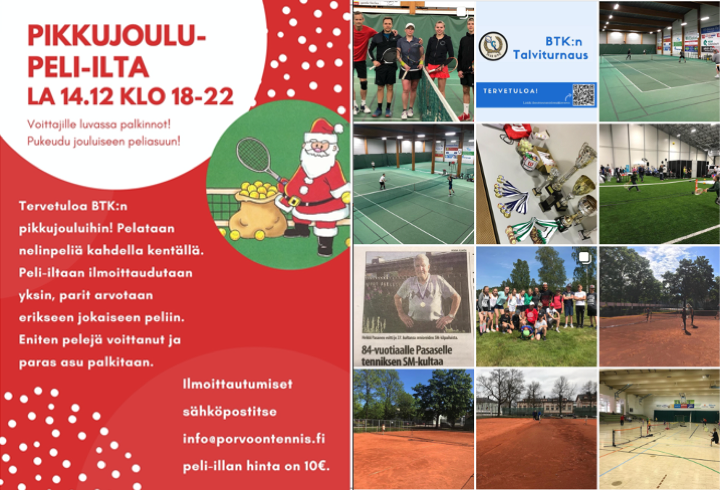 PIKKUJOULU-
PELI-ILTA
LA 14.12 KLO 18-22
Voittajille luvassa palkinnot!
Pukeudu jouluiseen peliasuun!
Tervetuloa BTK:n
pikkujouluihin! Pelataan
nelinpeliä kahdella kentällä.
Peli-iltaan ilmoittaudutaan
yksin, parit arvotaan
erikseen jokaiseen peliin.
Eniten pelejä voittanut ja
paras asu palkitaan.
Ilmoittautumiset
sähköpostitse
info@porvoontennis.fi
peli-illan hinta on 10€.
BTK:n
Talviturnaus
TERVETULOA!
84-vuotiaalle Pasaselle
tenniksen SM-kultaa